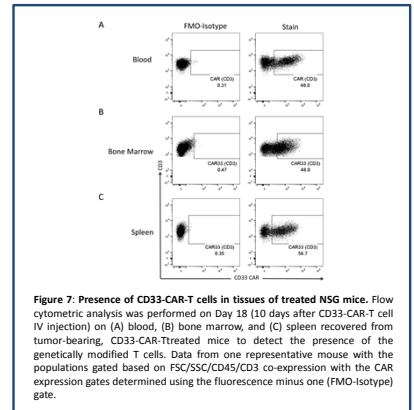 FMO-Isotype Stain
A
Blood
CAR (CD3)
0.31
CAR (CD3)
48.0
B
Bone Marrow
CAR33 (CD3)
0.47
CAR33 (CD3)
48.0
C
Spleen
CAR33 (CD3)
0.35
CAR33 (CD3)
50.7
CD3
CD33 CAR
Figure 7: Presence of CD33-CAR-T cells in tissues of treated NSG mice. Flow
cytometric analysis was performed on Day 18 (10 days after CD33-CAR-T cell
IV injection) on (A) blood, (B) bone marrow, and (C) spleen recovered from
tumor-bearing, CD33-CAR-Ttreated mice to detect the presence of the
genetically modified T cells. Data from one representative mouse with the
populations gated based on FSC/SSC/CD45/CD3 co-expression with the CAR
expression gates determined using the fluorescence minus one (FMO-Isotype)
gate.